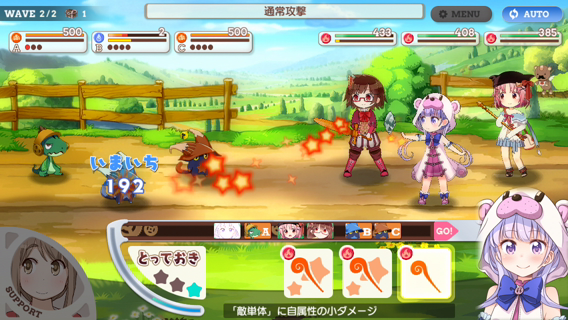 WAVE 2/2 1
通常攻撃
MENU
AUTO
500
A
2
B
500
C
433
408
385
いまいち
192
A
B
C
GO!
とっておき
SUPPORT
「敵単体」に自属性の小ダメージ